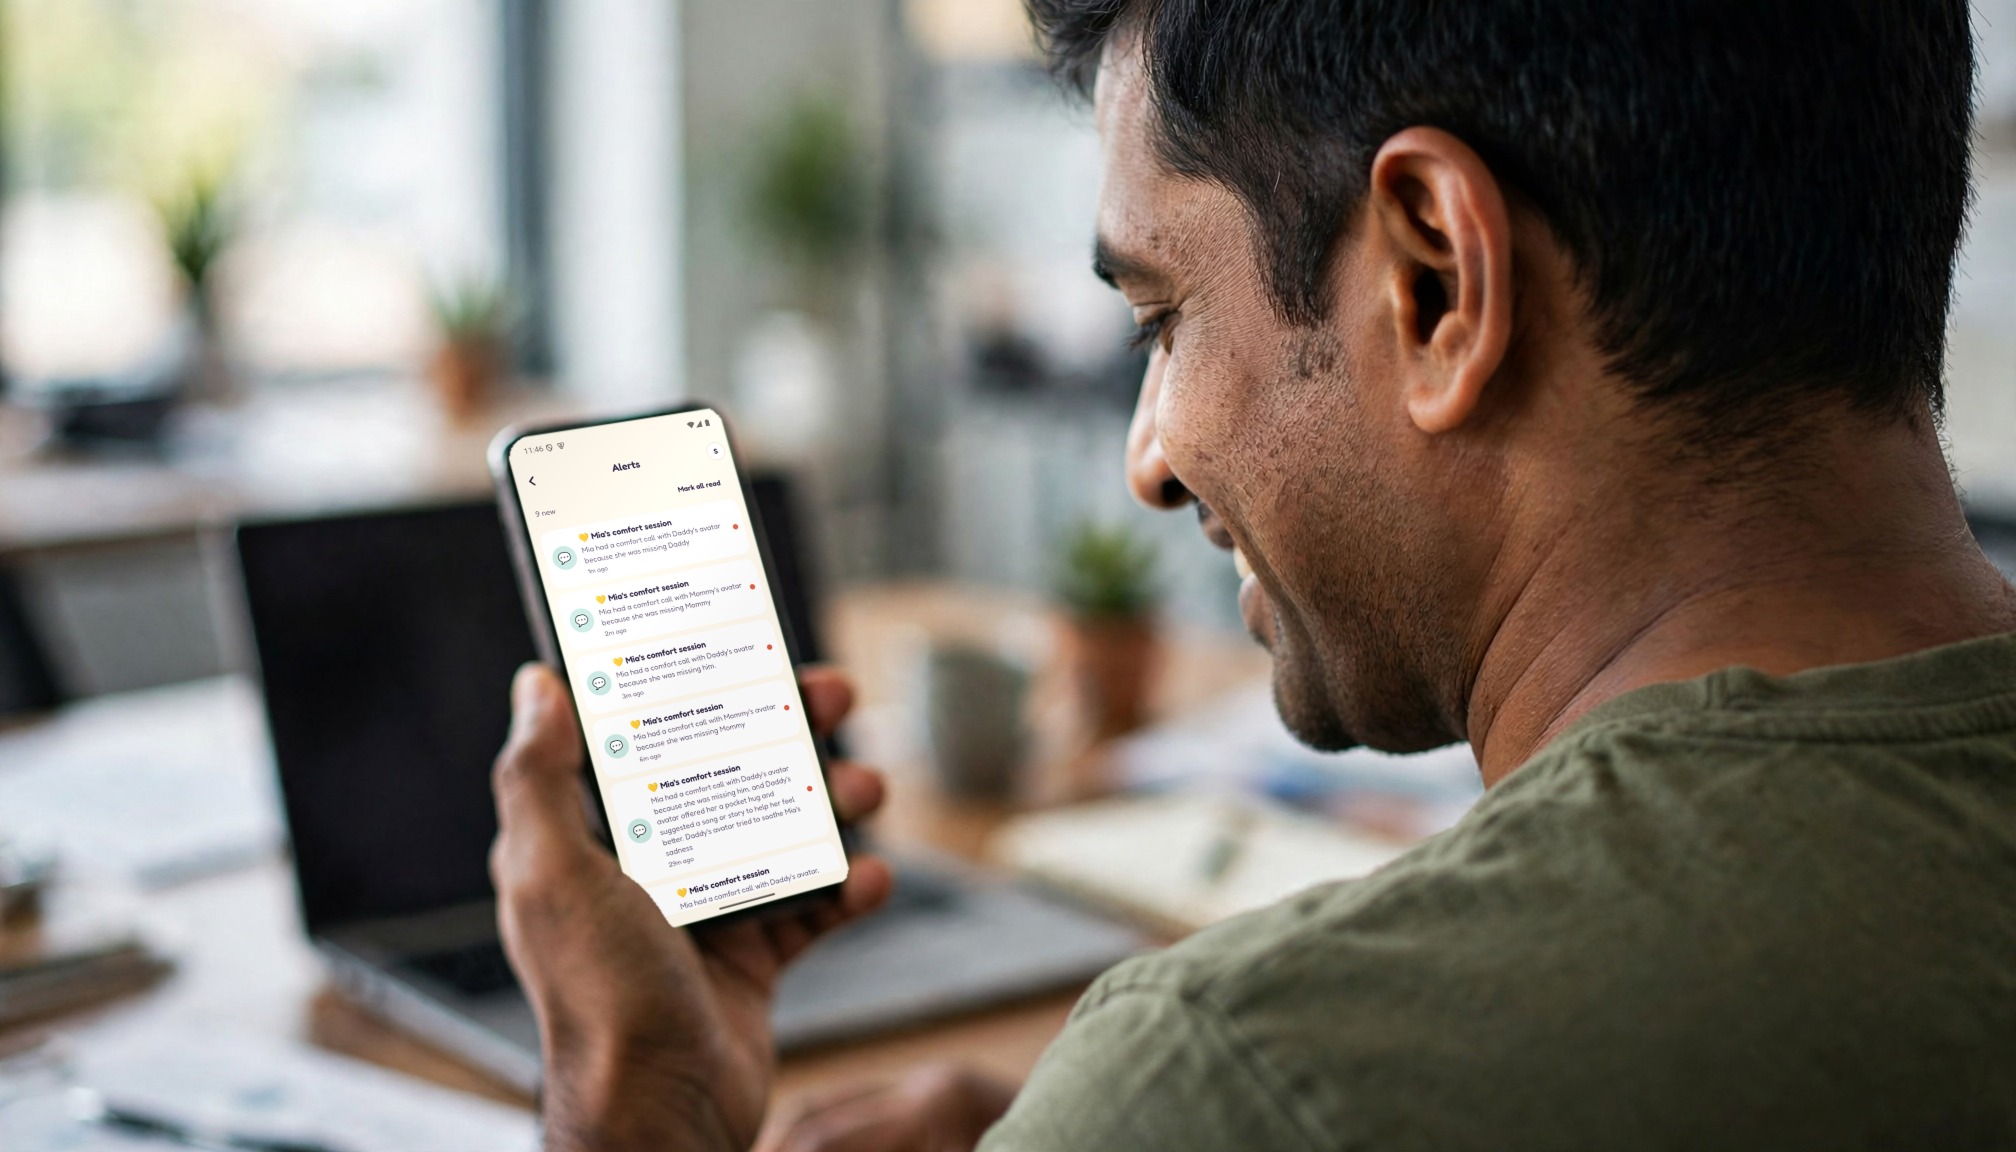 11:46
Alerts
S
Mark all read
9 new
💛 Mia's comfort session
Mia had a comfort call with Daddy's avatar
because she was missing Daddy
1m ago
💛 Mia's comfort session
Mia had a comfort call with Mommy's avatar
because she was missing Mommy
2m ago
💛 Mia's comfort session
Mia had a comfort call with Daddy's avatar
because she was missing him.
3m ago
💛 Mia's comfort session
Mia had a comfort call with Mommy's avatar
because she was missing Mommy
6m ago
💛 Mia's comfort session
Mia had a comfort call with Daddy's avatar
because she was missing him, and Daddy's
avatar offered her a pocket hug and
suggested a song or story to help her feel
better. Daddy's avatar tried to soothe Mia's
sadness
29m ago
💛 Mia's comfort session
Mia had a comfort call with Daddy's avatar,